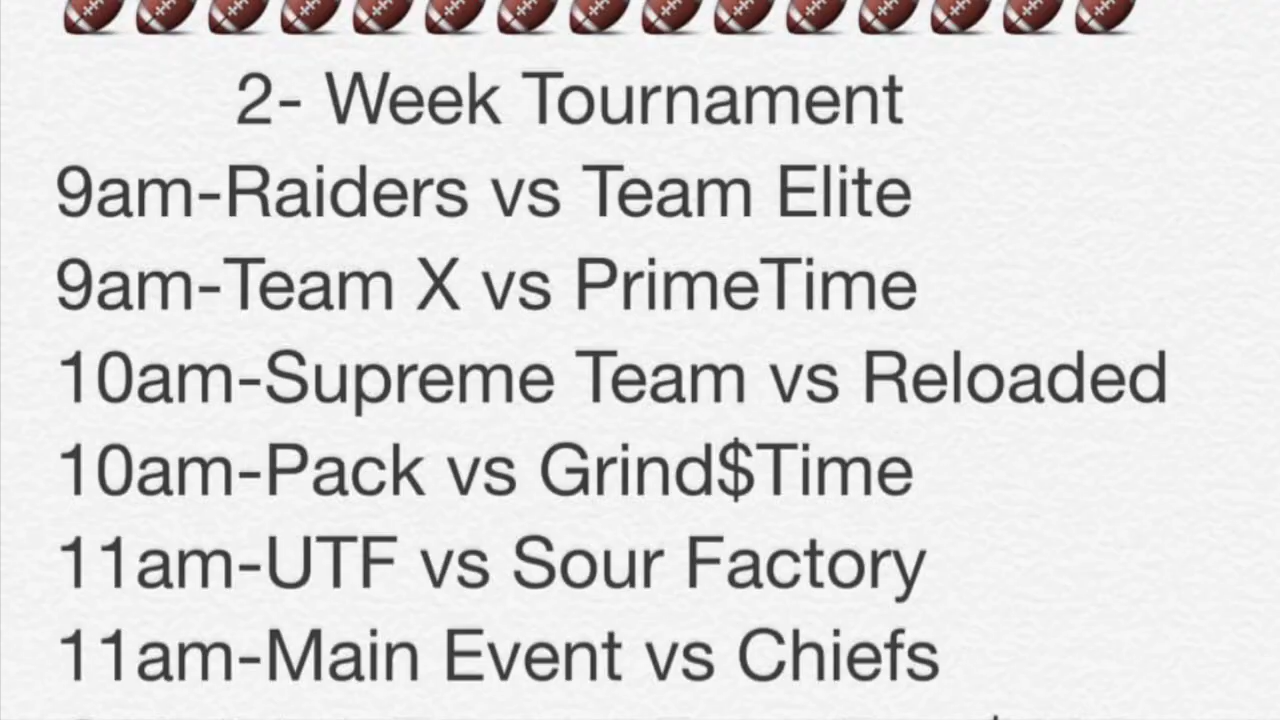 2- Week Tournament
9am-Raiders vs Team Elite
9am-Team X vs PrimeTime
10am-Supreme Team vs Reloaded
10am-Pack vs Grind$Time
11am-UTF vs Sour Factory
11am-Main Event vs Chiefs